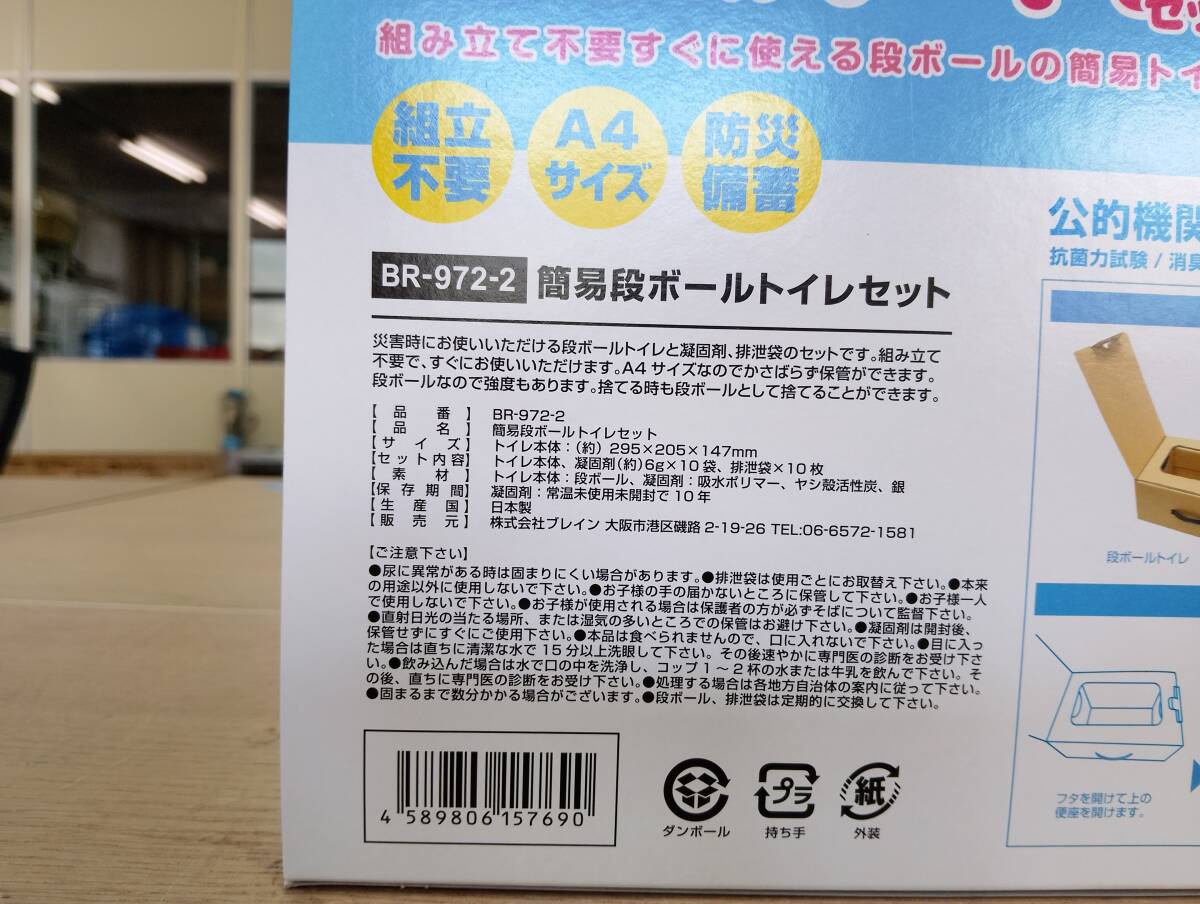 組み立て不要すぐに使える段ボールの簡易トイ
組立
不要
A4
サイズ
防災
備蓄
公的機関
抗菌力試験 / 消臭
BR-972-2 簡易段ボールトイレセット
災害時にお使いいただける段ボールトイレと凝固剤、排泄袋のセットです。組み立て
不要で、すぐにお使いいただけます。A4サイズなのでかさばらず保管ができます。
段ボールなので強度もあります。捨てる時も段ボールとして捨てることができます。
【品番】 BR-972-2
【品名】 簡易段ボールトイレセット
【サイズ】 トイレ本体：(約) 295×205×147mm
【セット内容】 トイレ本体、凝固剤(約)6g×10袋、排泄袋×10枚
【素材】 トイレ本体：段ボール、凝固剤：吸水ポリマー、ヤシ殻活性炭、銀
【保存期間】 凝固剤：常温未使用未開封で10年
【生産国】 日本製
【販売元】 株式会社ブレイン 大阪市港区磯路2-19-26 TEL:06-6572-1581
【ご注意下さい】
●尿に異常がある時は固まりにくい場合があります。●排泄袋は使用ごとにお取替え下さい。●本来
の用途以外に使用しないで下さい。●お子様の手の届かないところに保管して下さい。●お子様一人
で使用しないで下さい。●お子様が使用される場合は保護者の方が必ずそばについて監督下さい。
●直射日光の当たる場所、または湿気の多いところでの保管はお避け下さい。●凝固剤は開封後、
保管せずにすぐにご使用下さい。●本品は食べられませんので、口に入れないで下さい。●目に入っ
た場合は直ちに清潔な水で15分以上洗眼して下さい。その後速やかに専門医の診断をお受け下さ
い。●飲み込んだ場合は水で口の中を洗浄し、コップ1～2杯の水または牛乳を飲んで下さい。そ
の後、直ちに専門医の診断をお受け下さい。●処理する場合は各地方自治体の案内に従って下さい。
●固まるまで数分かかる場合がございます。●段ボール、排泄袋は定期的に交換して下さい。
段ボールトイレ
フタを開けて上の
便座を開けます。
4 589806 157690
ダンボール
プラ
持ち手
紙
外装